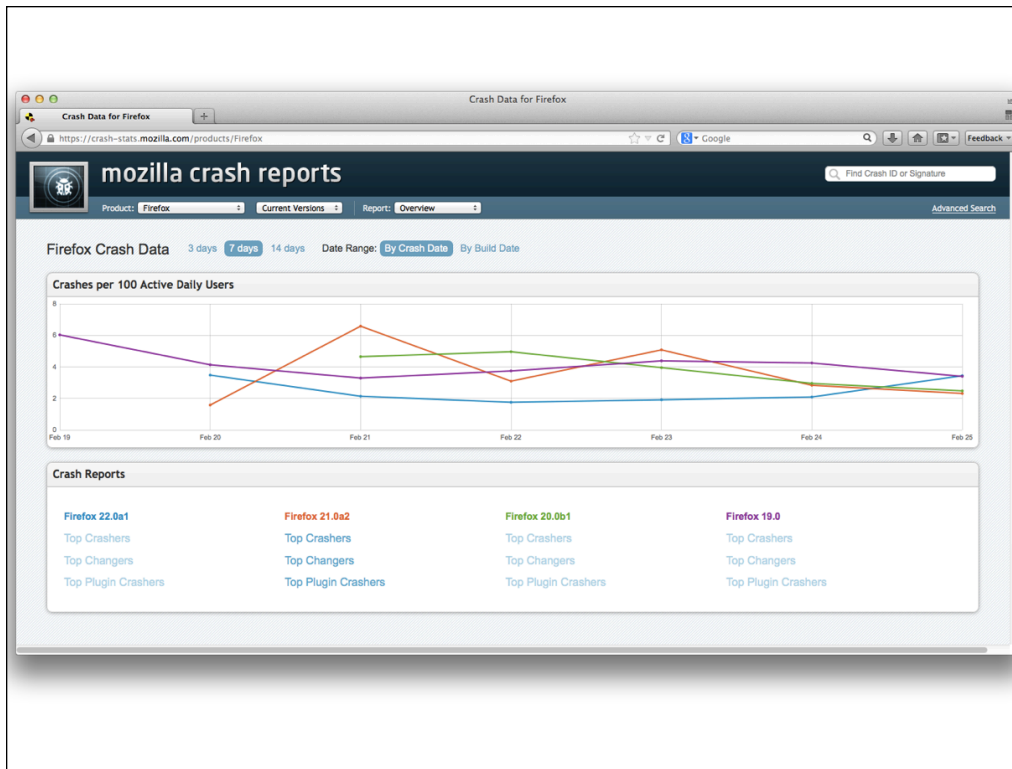 Crash Data for Firefox
Crash Data for Firefox +
https://crash-stats.mozilla.com/products/Firefox Google Feedback
mozilla crash reports Find Crash ID or Signature
Product: Firefox Current Versions Report: Overview Advanced Search
Firefox Crash Data 3 days 7 days 14 days Date Range: By Crash Date By Build Date
Crashes per 100 Active Daily Users
8
6
4
2
0
Feb 19 Feb 20 Feb 21 Feb 22 Feb 23 Feb 24 Feb 25
Crash Reports
Firefox 22.0a1 Firefox 21.0a2 Firefox 20.0b1 Firefox 19.0
Top Crashers Top Crashers Top Crashers Top Crashers
Top Changers Top Changers Top Changers Top Changers
Top Plugin Crashers Top Plugin Crashers Top Plugin Crashers Top Plugin Crashers